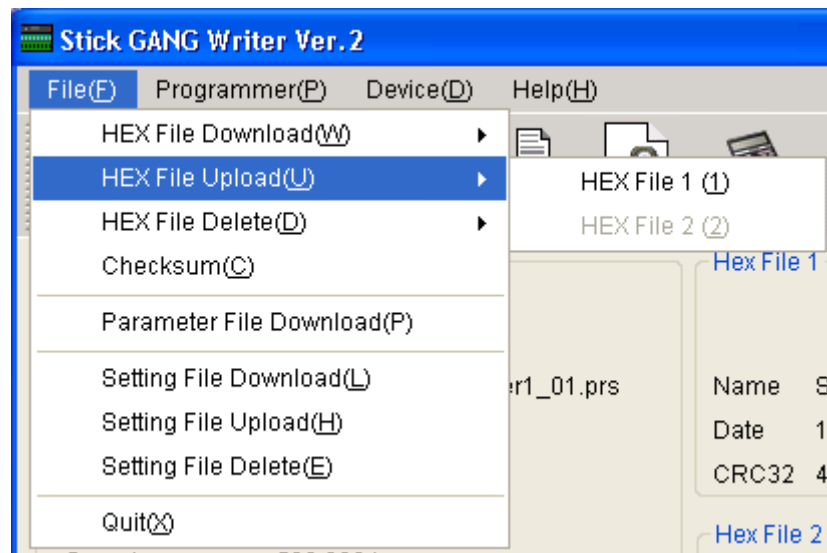 Stick GANG Writer Ver.2
File(F) Programmer(P) Device(D) Help(H)
HEX File Download(W)
HEX File Upload(U)
HEX File 1 (1)
HEX File Delete(D)
HEX File 2 (2)
Checksum(C)
Hex File 1
Parameter File Download(P)
Setting File Download(L)
r1_01.prs
Name S
Setting File Upload(H)
Date 1
Setting File Delete(E)
CRC32 4
Quit(X)
Hex File 2